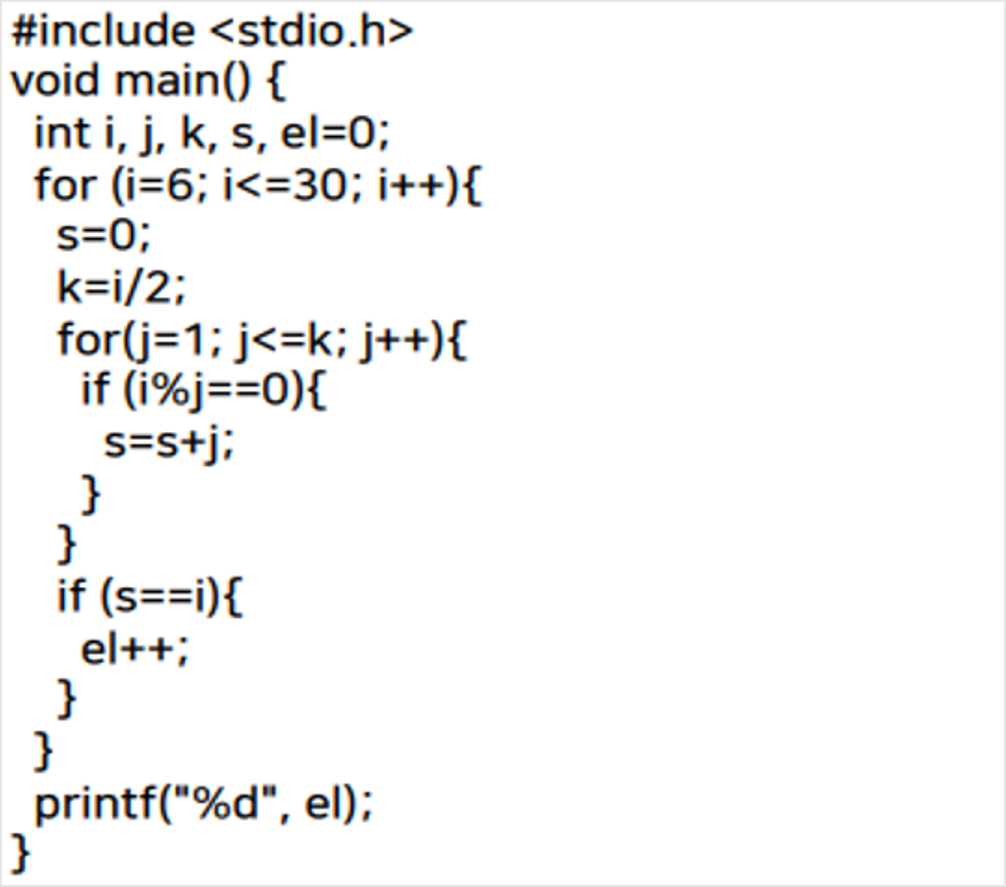 #include <stdio.h>
void main() {
int i, j, k, s, el=0;
for (i=6; i<=30; i++){
s=0;
k=i/2;
for(j=1; j<=k; j++){
if (i%j==0){
s=s+j;
}
}
if (s==i){
el++;
}
}
printf("%d", el);
}